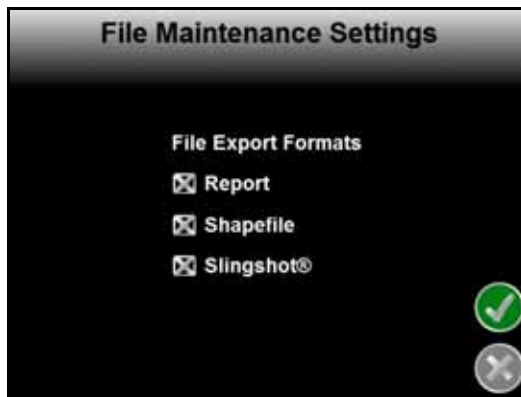 File Maintenance Settings
File Export Formats
Report
Shapefile
Slingshot®